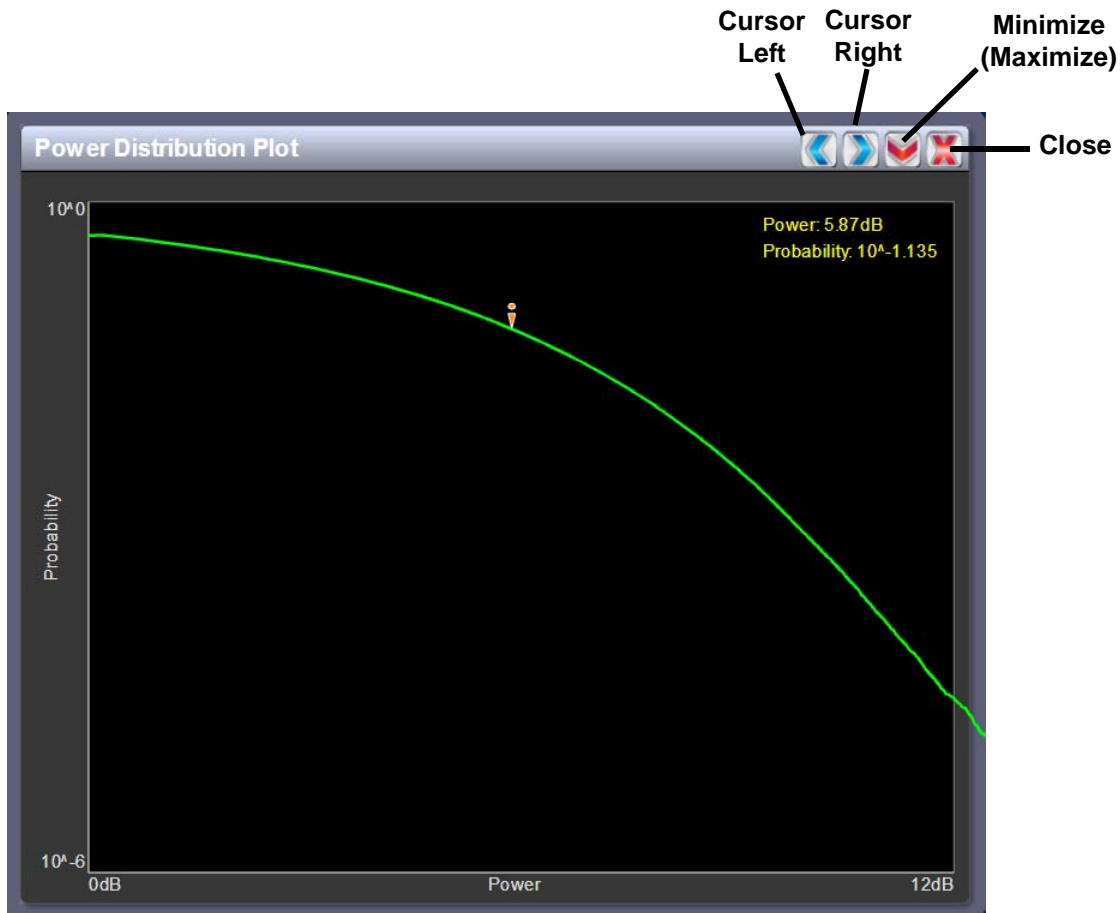 Cursor Left
Cursor Right
Minimize (Maximize)
Close
Power Distribution Plot
10^0
Power: 5.87dB
Probability: 10^-1.135
Probability
10^-6
0dB
Power
12dB